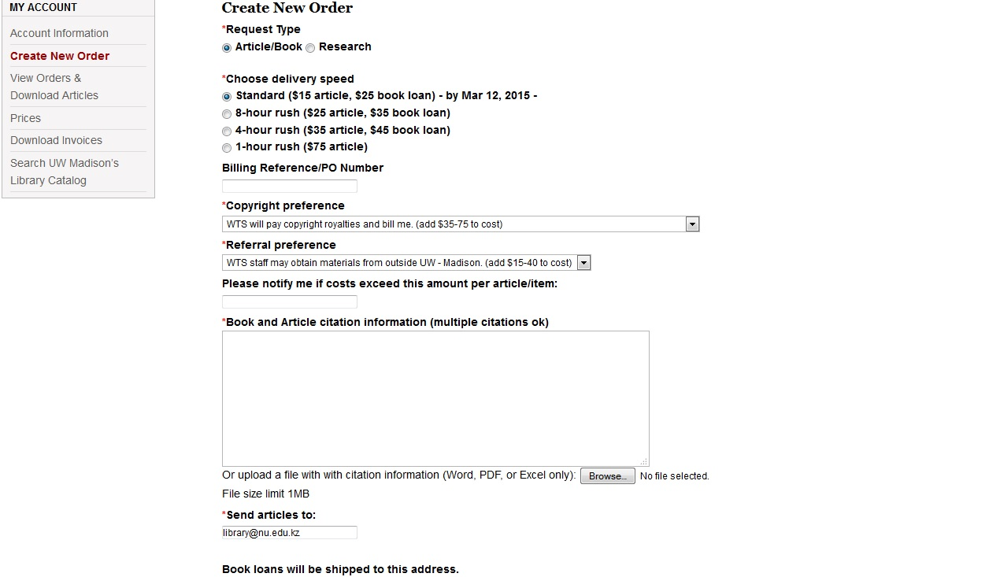 MY ACCOUNT
Account Information
Create New Order
View Orders &
Download Articles
Prices
Download Invoices
Search UW Madison's
Library Catalog
Create New Order
*Request Type
Article/Book Research
*Choose delivery speed
Standard ($15 article, $25 book loan) - by Mar 12, 2015 -
8-hour rush ($25 article, $35 book loan)
4-hour rush ($35 article, $45 book loan)
1-hour rush ($75 article)
Billing Reference/PO Number
*Copyright preference
WTS will pay copyright royalties and bill me. (add $35-75 to cost)
*Referral preference
WTS staff may obtain materials from outside UW - Madison. (add $15-40 to cost)
Please notify me if costs exceed this amount per article/item:
*Book and Article citation information (multiple citations ok)
Or upload a file with with citation information (Word, PDF, or Excel only): Browse... No file selected.
File size limit 1MB
*Send articles to:
library@nu.edu.kz
Book loans will be shipped to this address.